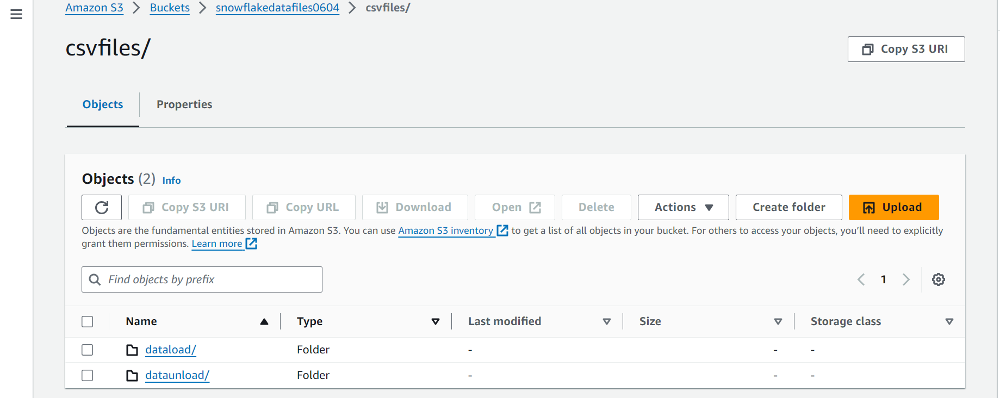 Amazon S3 Buckets snowflakedatafiles0604 csvfiles/
csvfiles/
Copy S3 URI
Objects Properties
Objects (2) Info
Copy S3 URI Copy URL Download Open Delete Actions Create folder Upload
Objects are the fundamental entities stored in Amazon S3. You can use Amazon S3 inventory to get a list of all objects in your bucket. For others to access your objects, you'll need to explicitly
grant them permissions. Learn more
Find objects by prefix
1
Name Type Last modified Size Storage class
dataload/ Folder - - -
dataunload/ Folder - - -